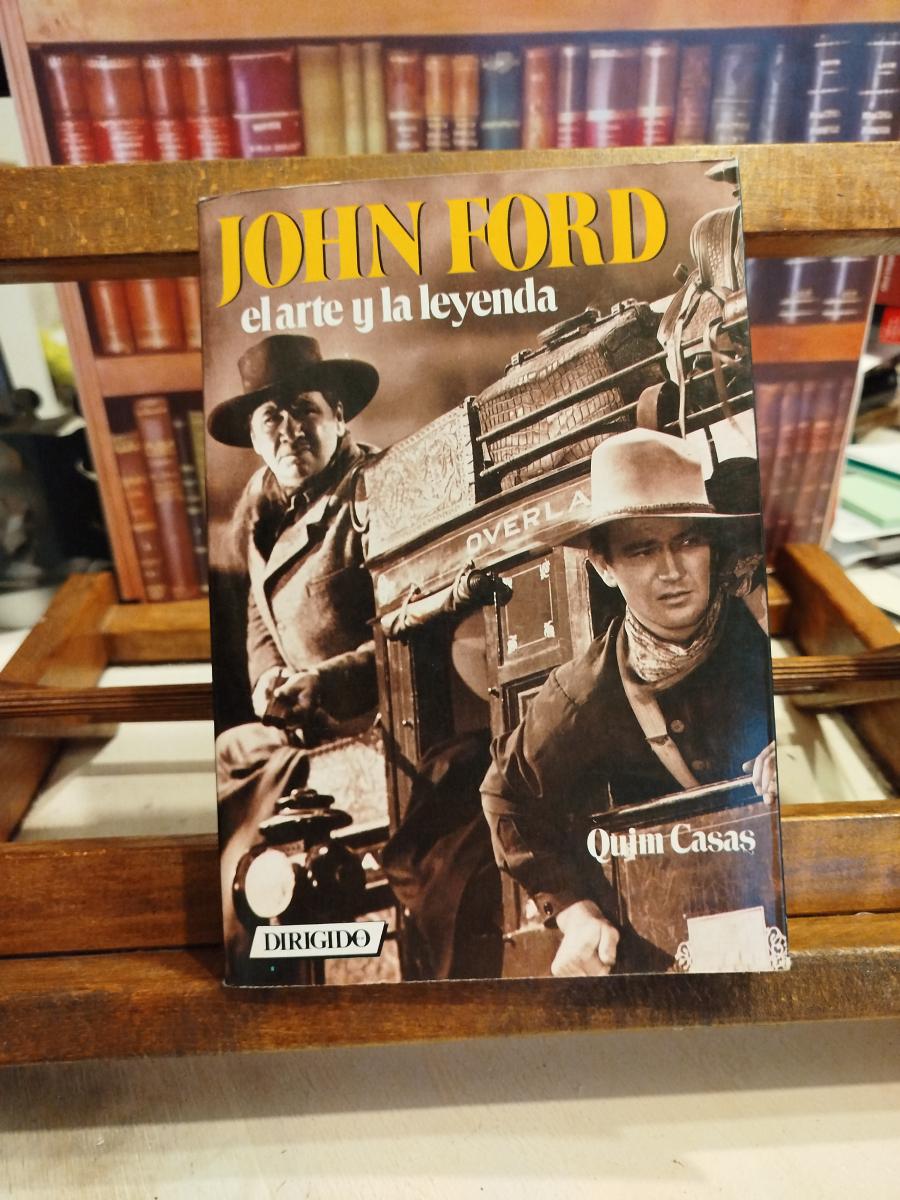 JOHN FORD
el arte y la leyenda
OVERLA
Quim Casas
DIRIGIDO